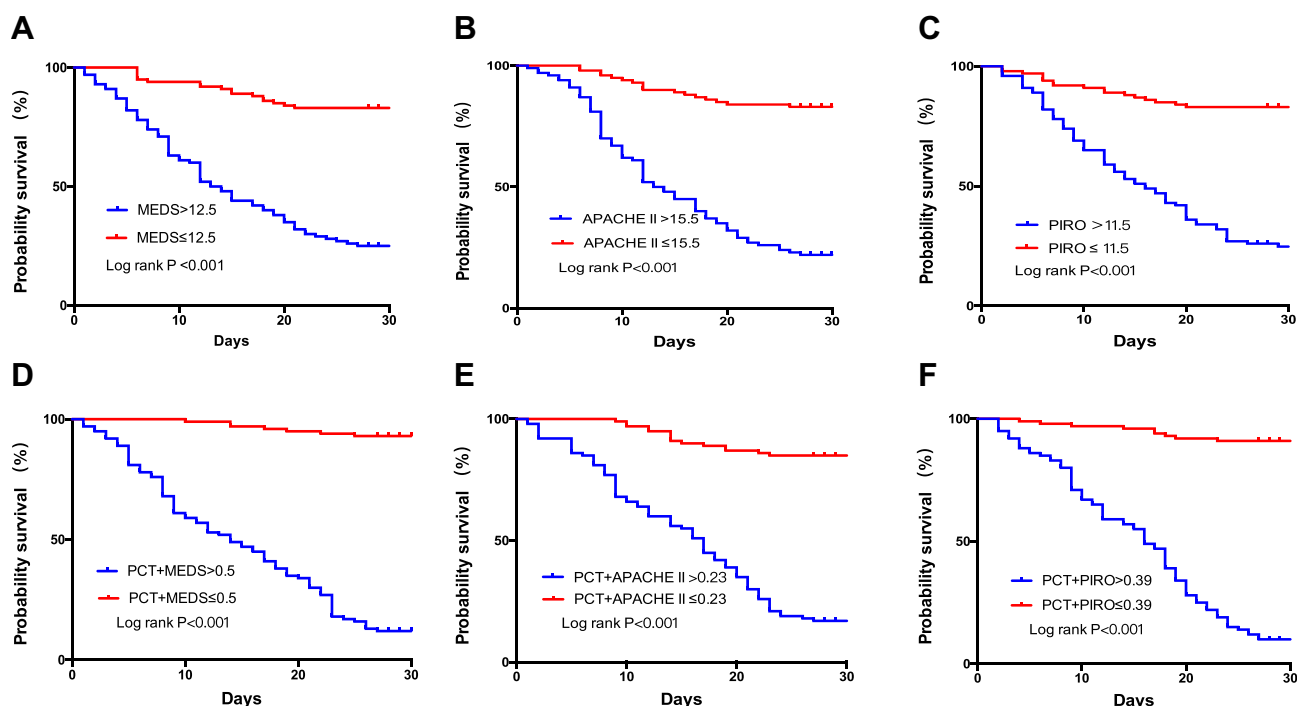 A
B
C
Probability survival (%)
100
50
0
MEDS>12.5
MEDS≤12.5
Log rank P <0.001
0 10 20 30
Days
Probability survival (%)
100
50
0
APACHE II >15.5
APACHE II ≤15.5
Log rank P<0.001
0 10 20 30
Days
Probability survival (%)
100
50
0
PIRO >11.5
PIRO ≤ 11.5
Log rank P<0.001
0 10 20 30
Days
D
E
F
Probability survival (%)
100
50
0
PCT+MEDS>0.5
PCT+MEDS≤0.5
Log rank P<0.001
0 10 20 30
Days
Probability survival (%)
100
50
0
PCT+APACHE II >0.23
PCT+APACHE II ≤0.23
Log rank P<0.001
0 10 20 30
Days
Probability survival (%)
100
50
0
PCT+PIRO>0.39
PCT+PIRO≤0.39
Log rank P<0.001
0 10 20 30
Days